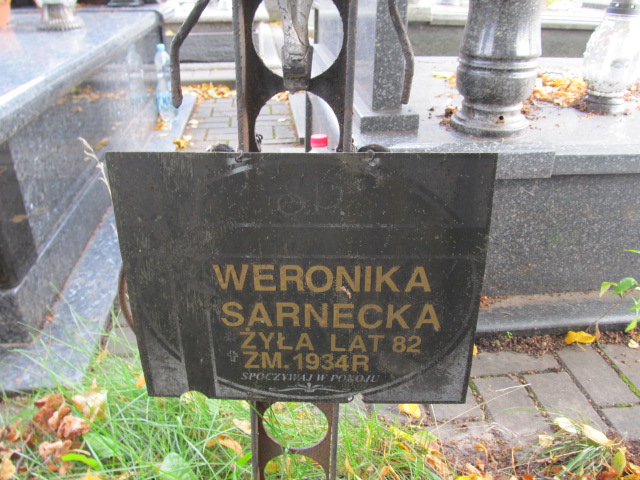 WERONIKA
SARNECKA
ŻYŁA LAT 82
ZM. 1934R
SPOCZYWAJ W POKOJU